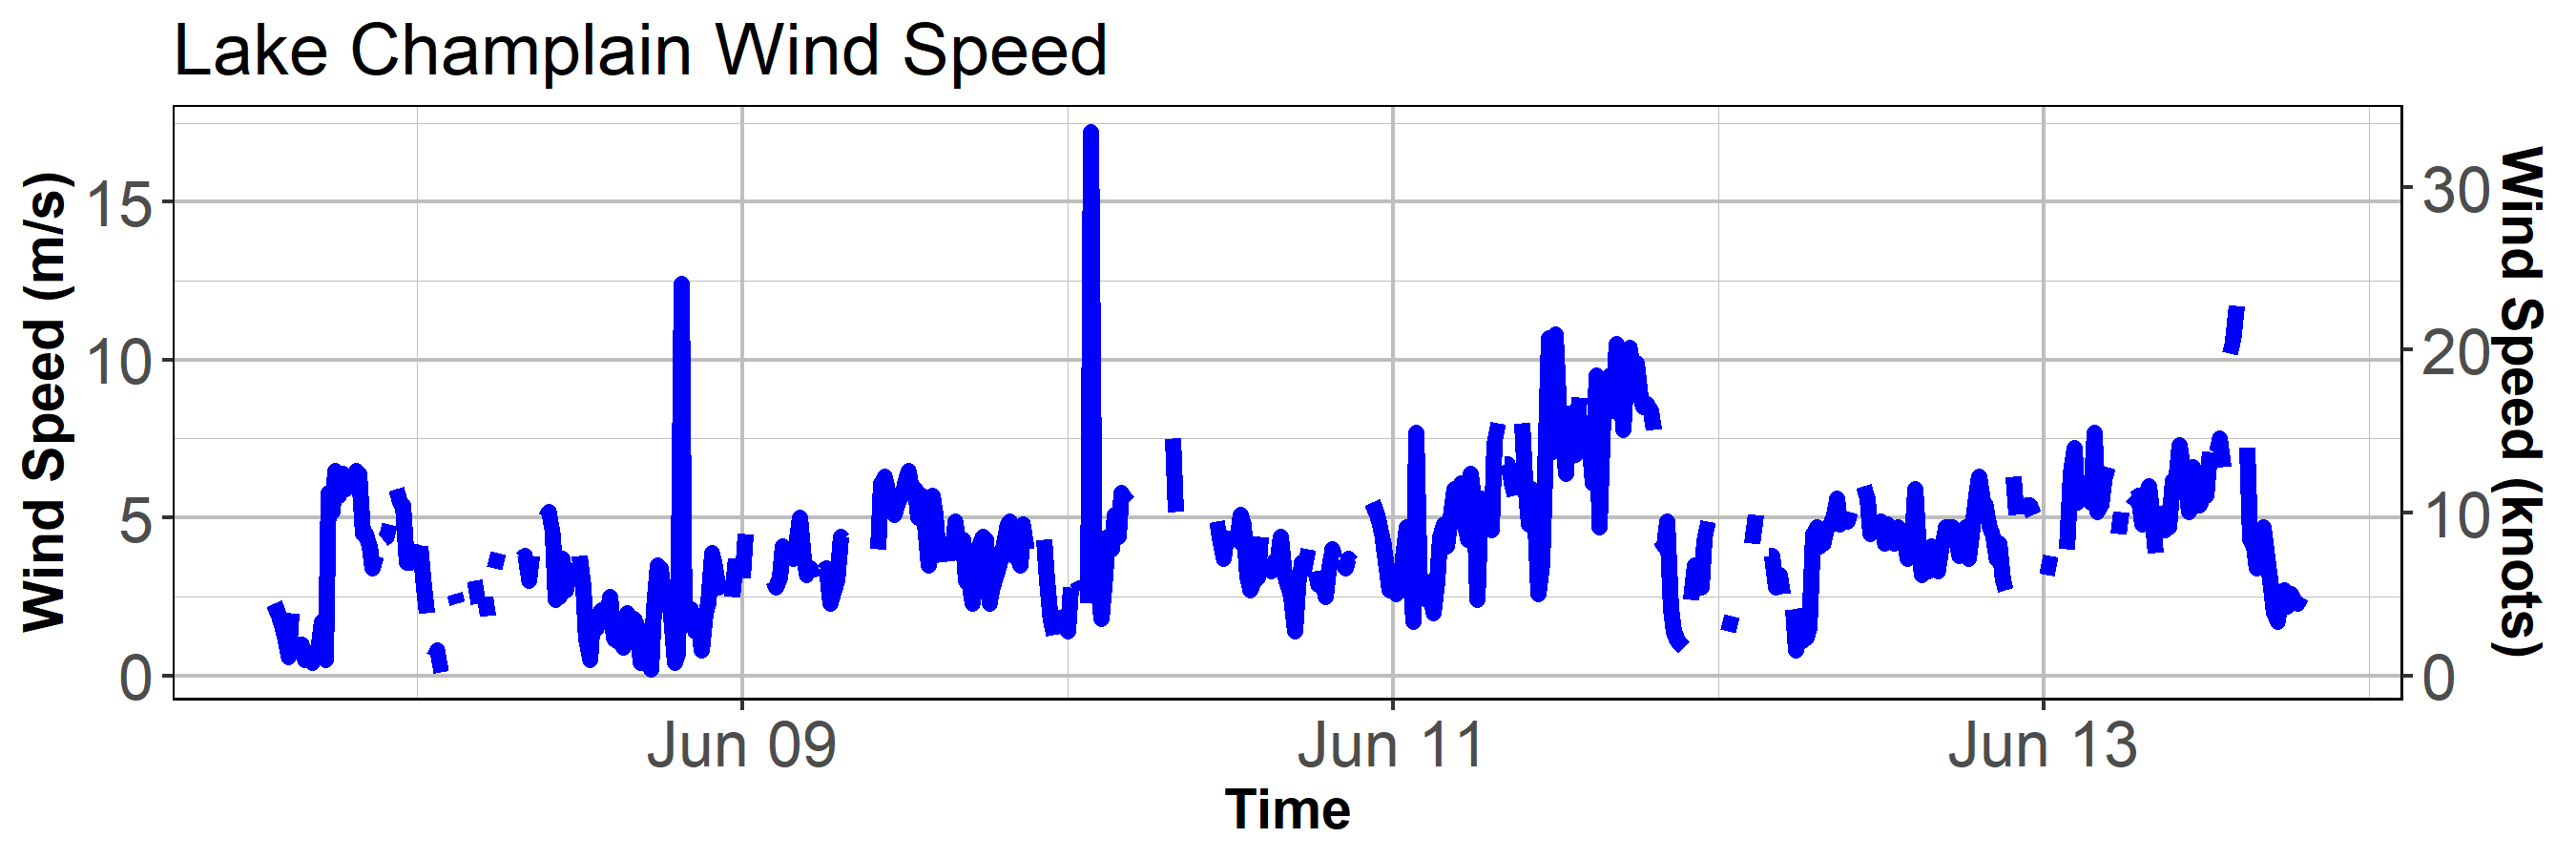 Lake Champlain Wind Speed
Wind Speed (m/s)
15
10
5
0
30
20
10
0
Wind Speed (knots)
Jun 09
Jun 11
Jun 13
Time